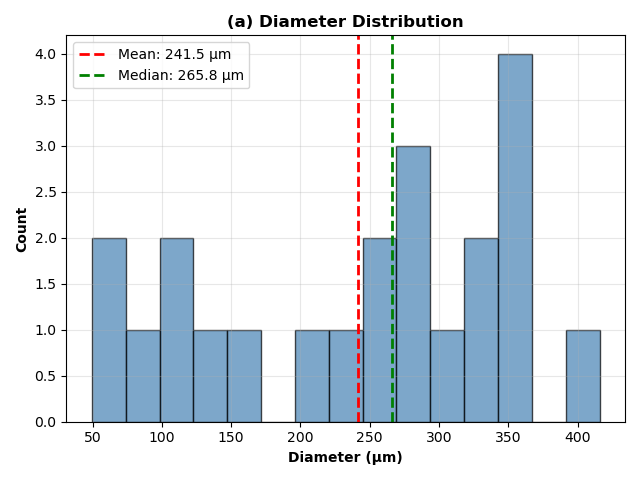 (a) Diameter Distribution
Mean: 241.5 μm
Median: 265.8 μm
4.0
3.5
3.0
2.5
2.0
1.5
1.0
0.5
0.0
Count
50 100 150 200 250 300 350 400
Diameter (μm)